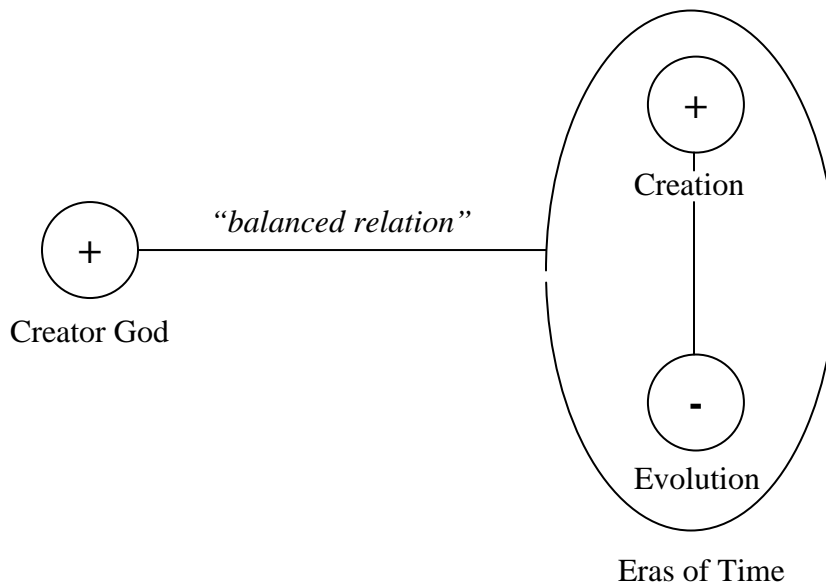 +
Creation
“balanced relation”
+
Creator God
-
Evolution
Eras of Time